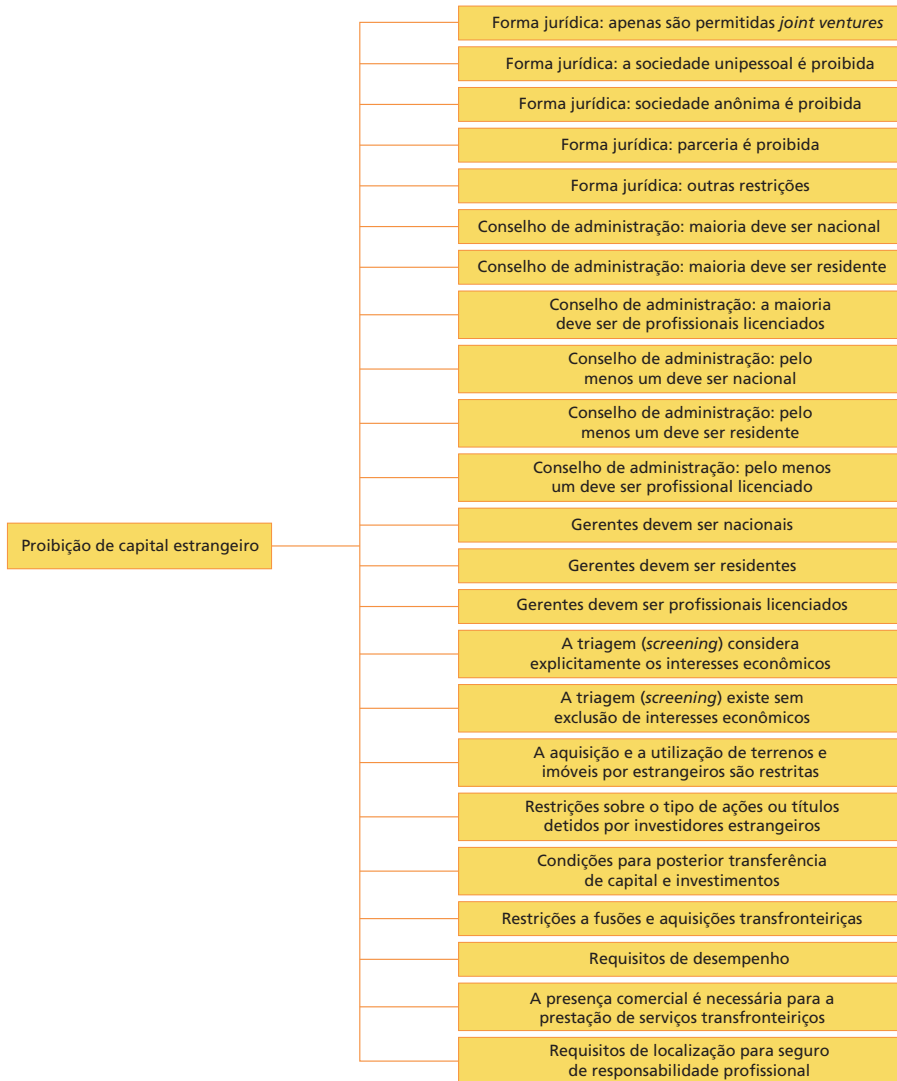 Forma jurídica: apenas são permitidas joint ventures
Forma jurídica: a sociedade unipessoal é proibida
Forma jurídica: sociedade anônima é proibida
Forma jurídica: parceria é proibida
Forma jurídica: outras restrições
Conselho de administração: maioria deve ser nacional
Conselho de administração: maioria deve ser residente
Conselho de administração: a maioria
deve ser de profissionais licenciados
Conselho de administração: pelo
menos um deve ser nacional
Conselho de administração: pelo
menos um deve ser residente
Conselho de administração: pelo menos
um deve ser profissional licenciado
Proibição de capital estrangeiro
Gerentes devem ser nacionais
Gerentes devem ser residentes
Gerentes devem ser profissionais licenciados
A triagem (screening) considera
explicitamente os interesses econômicos
A triagem (screening) existe sem
exclusão de interesses econômicos
A aquisição e a utilização de terrenos e
imóveis por estrangeiros são restritas
Restrições sobre o tipo de ações ou títulos
detidos por investidores estrangeiros
Condições para posterior transferência
de capital e investimentos
Restrições a fusões e aquisições transfronteiriças
Requisitos de desempenho
A presença comercial é necessária para a
prestação de serviços transfronteiriços
Requisitos de localização para seguro
de responsabilidade profissional